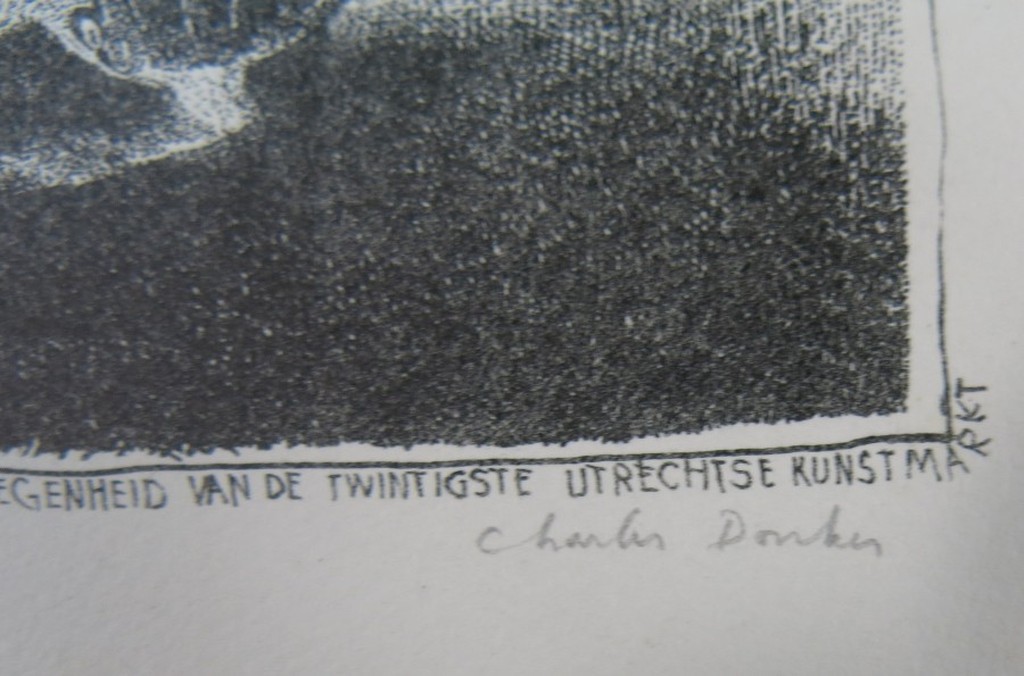 EGENHEID VAN DE TWINTIGSTE UTRECHTSE KUNSTMARKT
Charles Donker